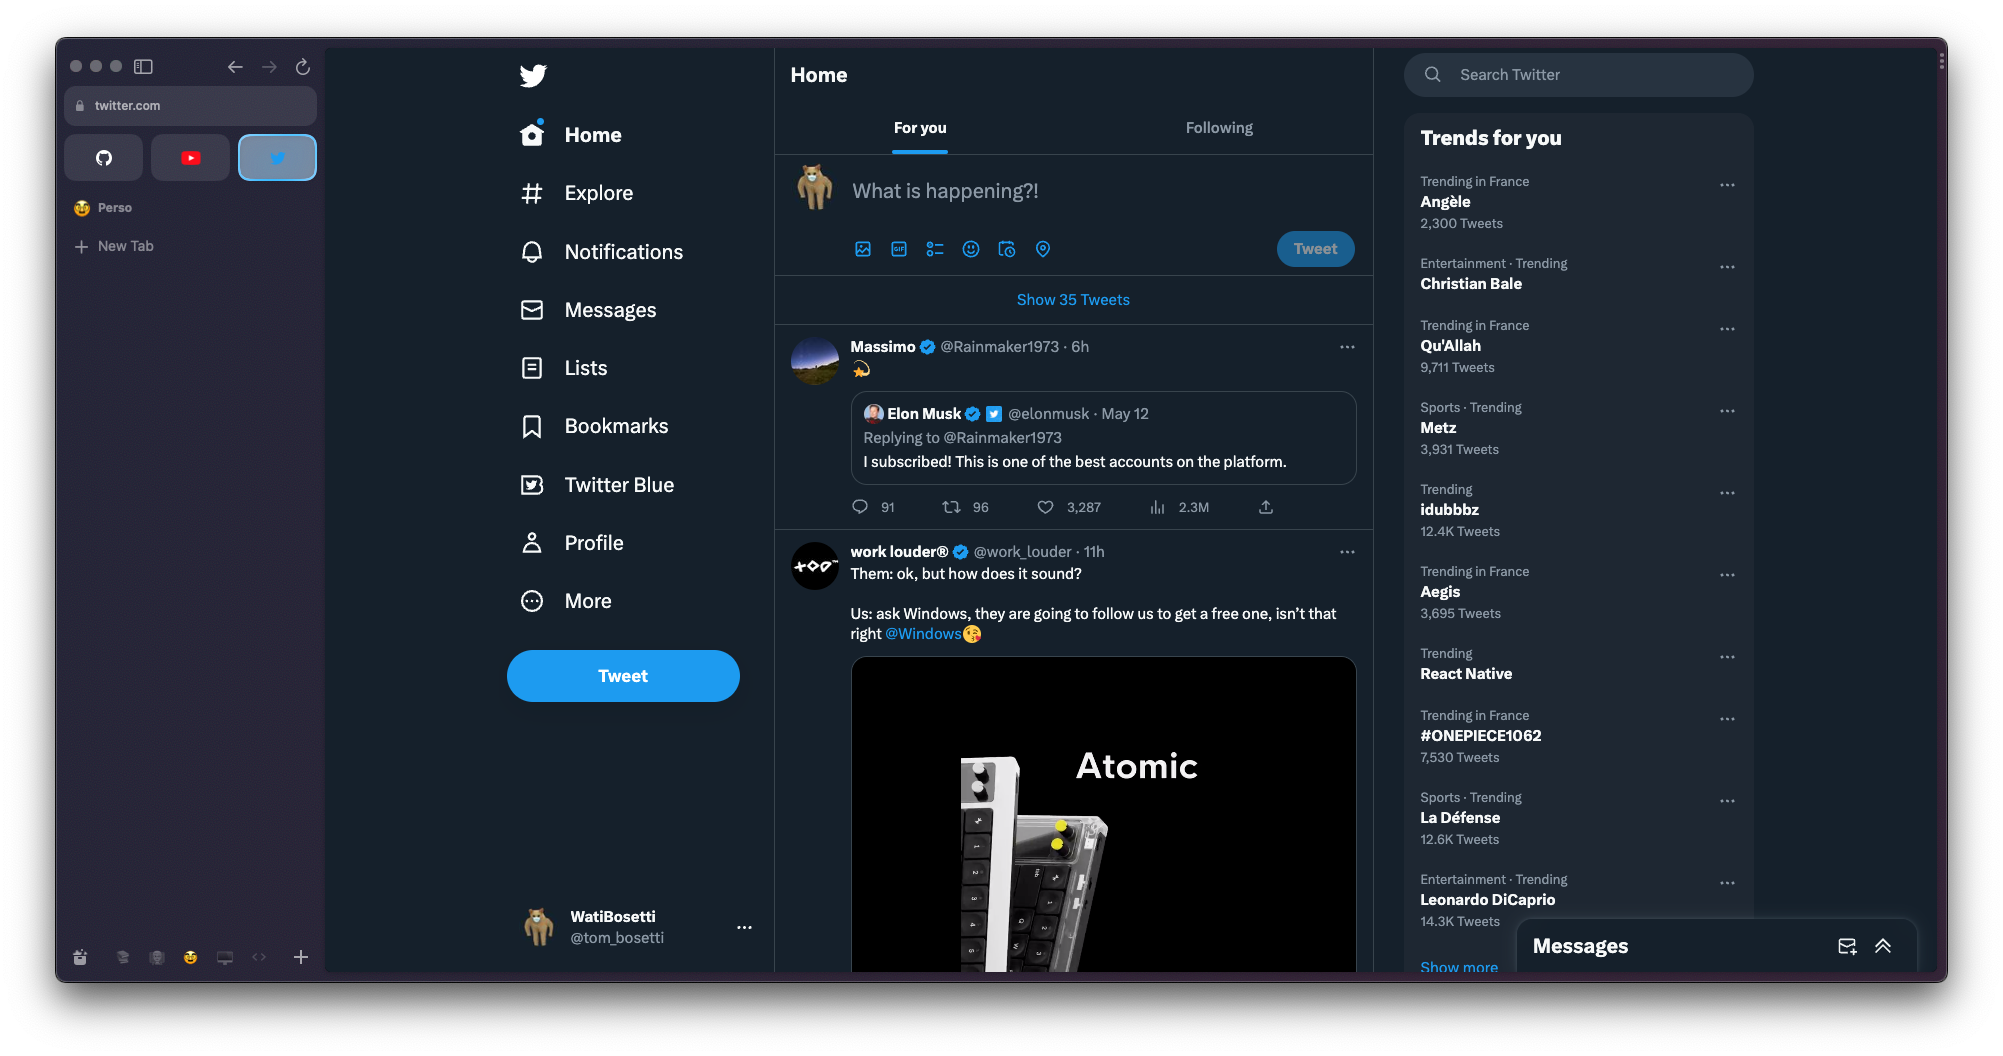 twitter.com
Perso
New Tab
Home
Explore
Notifications
Messages
Lists
Bookmarks
Twitter Blue
Profile
More
Tweet
WatiBosetti
@tom_bosetti
Home
For you
Following
What is happening?!
GIF
Tweet
Show 35 Tweets
Massimo @Rainmaker1973 · 6h
Elon Musk @elonmusk · May 12
Replying to @Rainmaker1973
I subscribed! This is one of the best accounts on the platform.
91
96
3,287
2.3M
work louder® @work_louder · 11h
Them: ok, but how does it sound?
Us: ask Windows, they are going to follow us to get a free one, isn’t that
right @Windows😘
Atomic
Search Twitter
Trends for you
Trending in France
Angèle
2,300 Tweets
Entertainment · Trending
Christian Bale
Trending in France
Qu'Allah
9,711 Tweets
Sports · Trending
Metz
3,931 Tweets
Trending
idubbbz
12.4K Tweets
Trending in France
Aegis
3,695 Tweets
Trending
React Native
Trending in France
#ONEPIECE1062
7,530 Tweets
Sports · Trending
La Défense
12.6K Tweets
Entertainment · Trending
Leonardo DiCaprio
14.3K Tweets
Show more
Messages